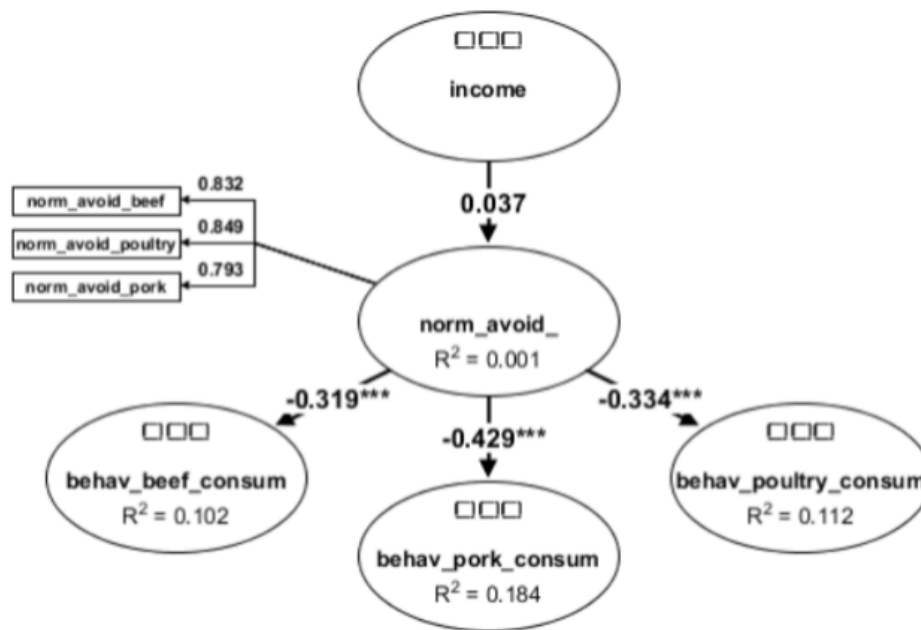 □□□
income
0.037
0.832
norm_avoid_beef
0.849
norm_avoid_poultry
0.793
norm_avoid_pork
norm_avoid_
R² = 0.001
-0.319***
-0.429***
-0.334***
□□□
behav_beef_consum
R² = 0.102
□□□
behav_pork_consum
R² = 0.184
□□□
behav_poultry_consum
R² = 0.112